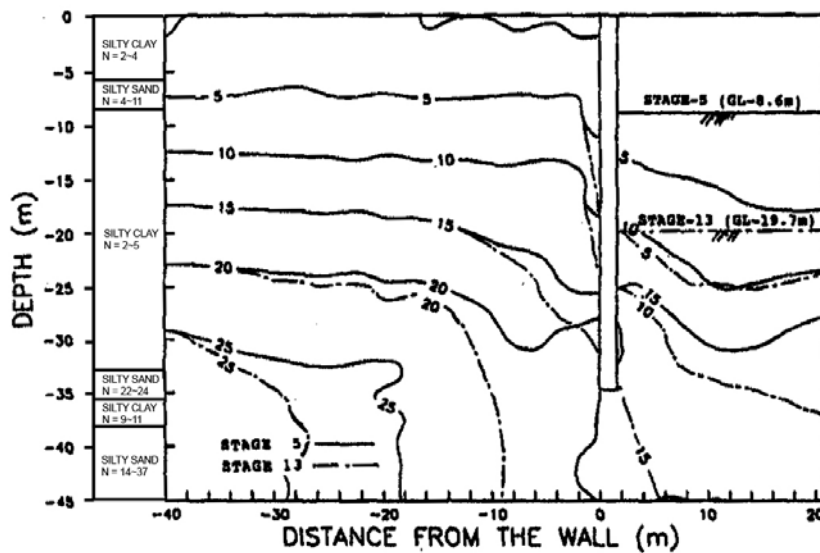 0
-5
-10
-15
-20
-25
-30
-35
-40
-45
DEPTH (m)
SILTY CLAY
N = 2~4
SILTY SAND
N = 4~11
SILTY CLAY
N = 2~5
SILTY SAND
N = 22~24
SILTY CLAY
N = 9~11
SILTY SAND
N = 14~37
5
5
10
10
15
15
20
20
20
25
25
25
STAGE-5 (GL-8.6m)
5
STAGE-13 (GL-19.7m)
10
5
15
10
15
STAGE 5
STAGE 13
-40
-30
-20
-10
0
10
20
DISTANCE FROM THE WALL (m)